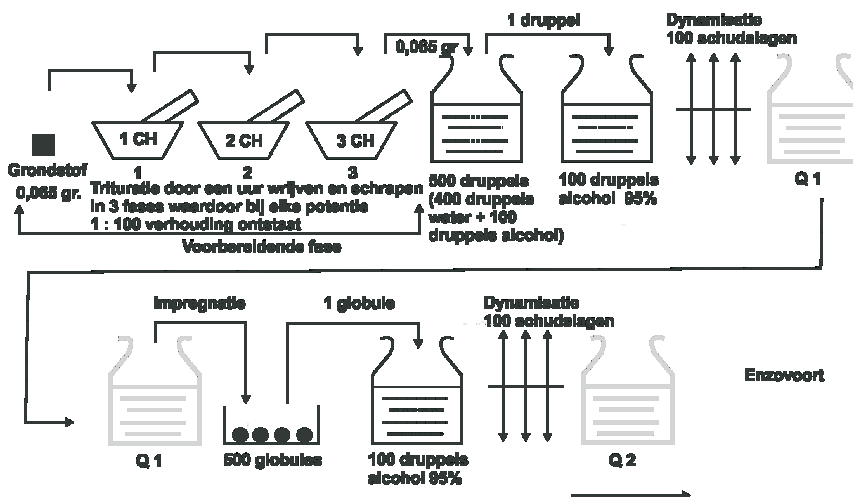 1 druppel
Dynamisatie
100 schudslagen
0,065 gr
1 CH
2 CH
3 CH
Grondstof
0,065 gr.
1
2
3
Trituratie door een uur wrijven en schrapen
in 3 fases waardoor bij elke potentie
1 : 100 verhouding ontstaat
Voorbereidende fase
500 druppels
(400 druppels
water + 100
druppels alcohol)
100 druppels
alcohol 95%
Q 1
Impregnatie
1 globule
Dynamisatie
100 schudslagen
Enzovoort
Q 1
500 globules
100 druppels
alcohol 95%
Q 2